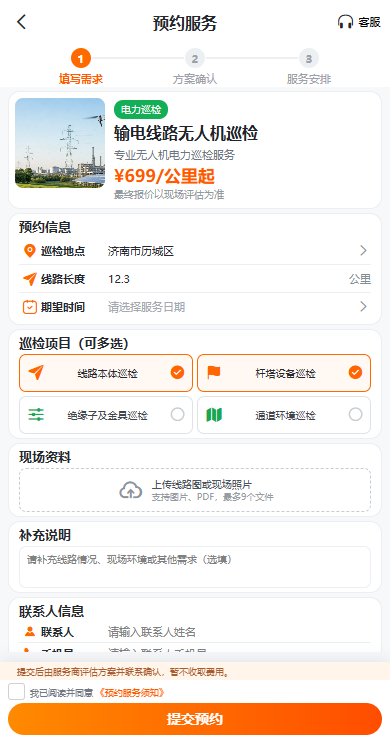 预约服务
客服
1 2 3
填写需求 方案确认 服务安排
电力巡检
输电线路无人机巡检
专业无人机电力巡检服务
¥699/公里起
最终报价以现场评估为准
预约信息
巡检地点 济南市历城区
线路长度 12.3 公里
期望时间 请选择服务日期
巡检项目（可多选）
线路本体巡检 杆塔设备巡检
绝缘子及金具巡检 通道环境巡检
现场资料
上传线路图或现场照片
支持图片、PDF，最多9个文件
补充说明
请补充线路情况、现场环境或其他需求（选填）
联系人信息
联系人 请输入联系人姓名
提交后由服务商评估方案并联系确认，暂不收取费用。
我已阅读并同意《预约服务须知》
提交预约